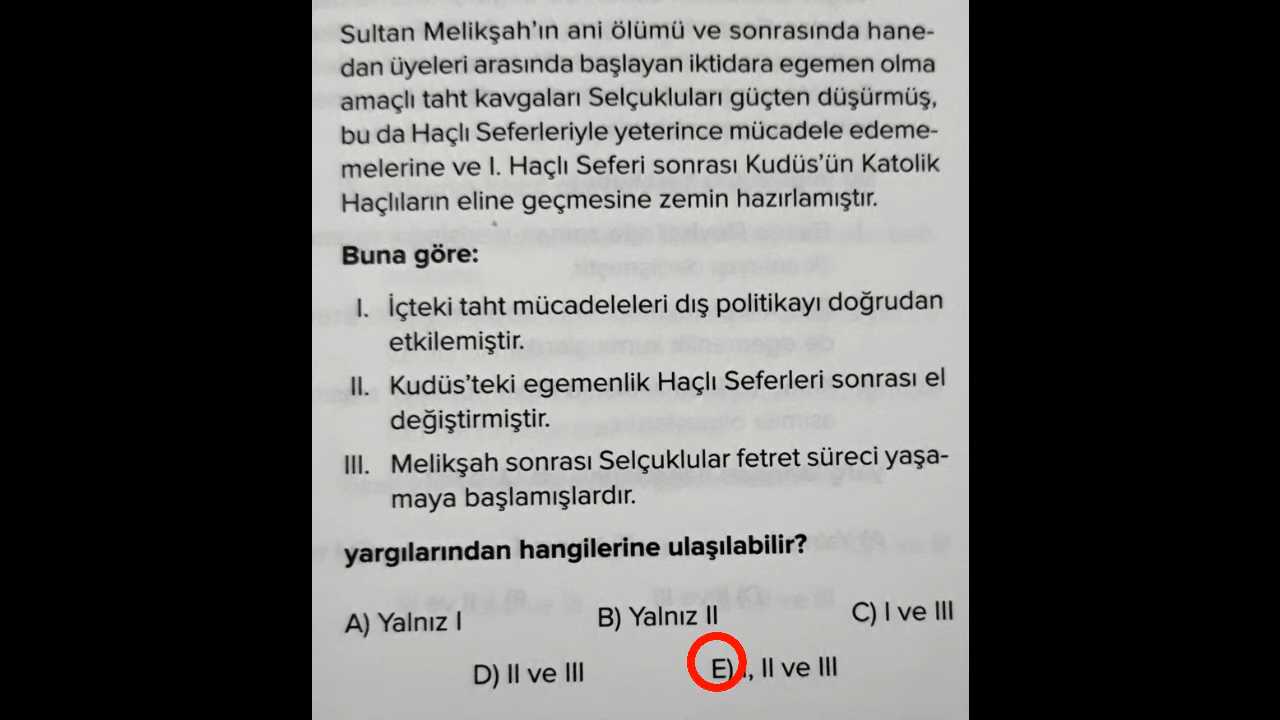 Sultan Melikşah'ın ani ölümü ve sonrasında hane-
dan üyeleri arasında başlayan iktidara egemen olma
amaçlı taht kavgaları Selçukluları güçten düşürmüş,
bu da Haçlı Seferleriyle yeterince mücadele edeme-
melerine ve I. Haçlı Seferi sonrası Kudüs'ün Katolik
Haçlıların eline geçmesine zemin hazırlamıştır.
Buna göre:
I. İçteki taht mücadeleleri dış politikayı doğrudan
etkilemiştir.
II. Kudüs'teki egemenlik Haçlı Seferleri sonrası el
değiştirmiştir.
III. Melikşah sonrası Selçuklular fetret süreci yaşa-
maya başlamışlardır.
yargılarından hangilerine ulaşılabilir?
A) Yalnız I B) Yalnız II C) I ve III
D) II ve III E) I, II ve III